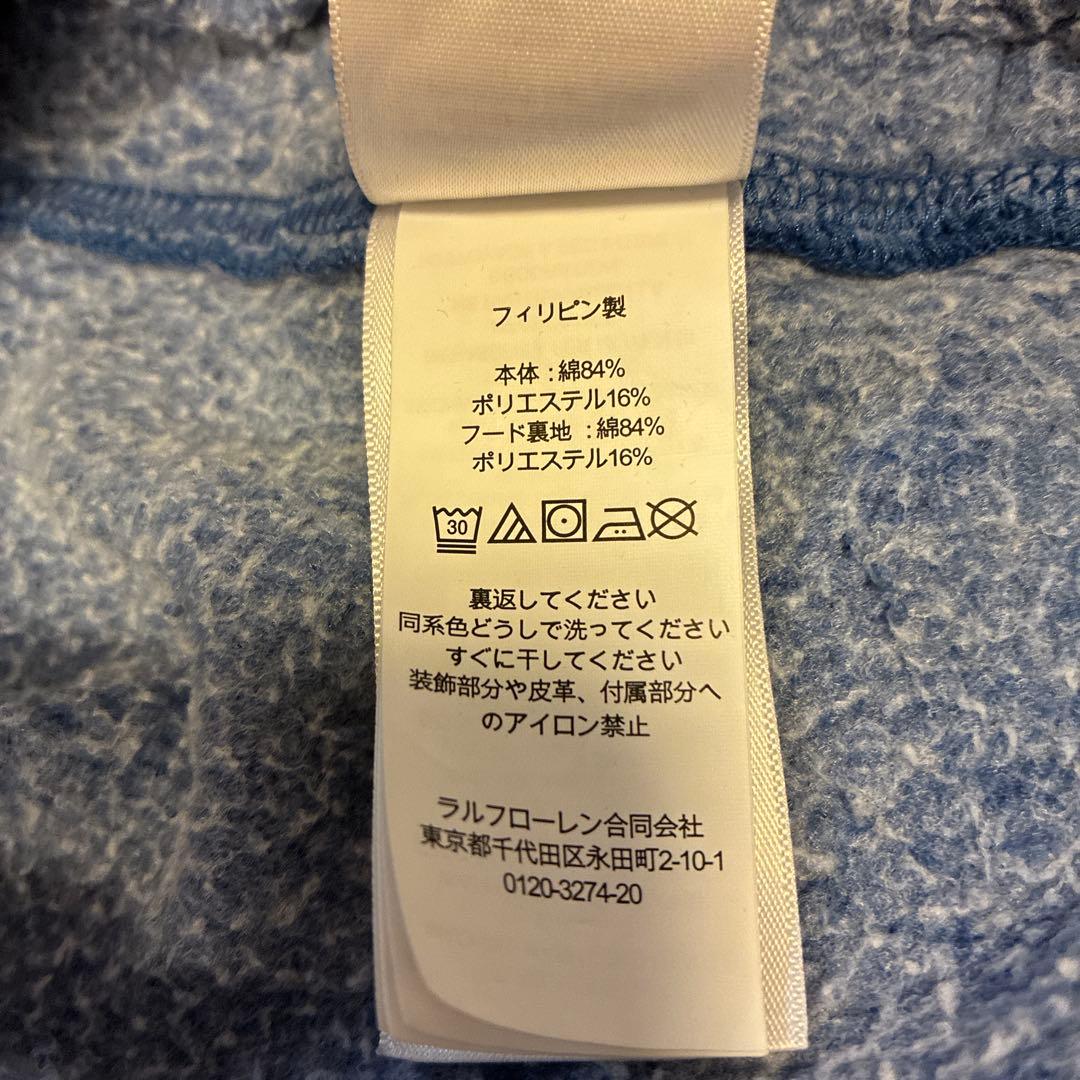 フィリピン製
本体 : 綿84%
ポリエステル16%
フード裏地 : 綿84%
ポリエステル16%
30
裏返してください
同系色どうしで洗ってください
すぐに干してください
装飾部分や皮革、付属部分へ
のアイロン禁止
ラルフローレン合同会社
東京都千代田区永田町2-10-1
0120-3274-20